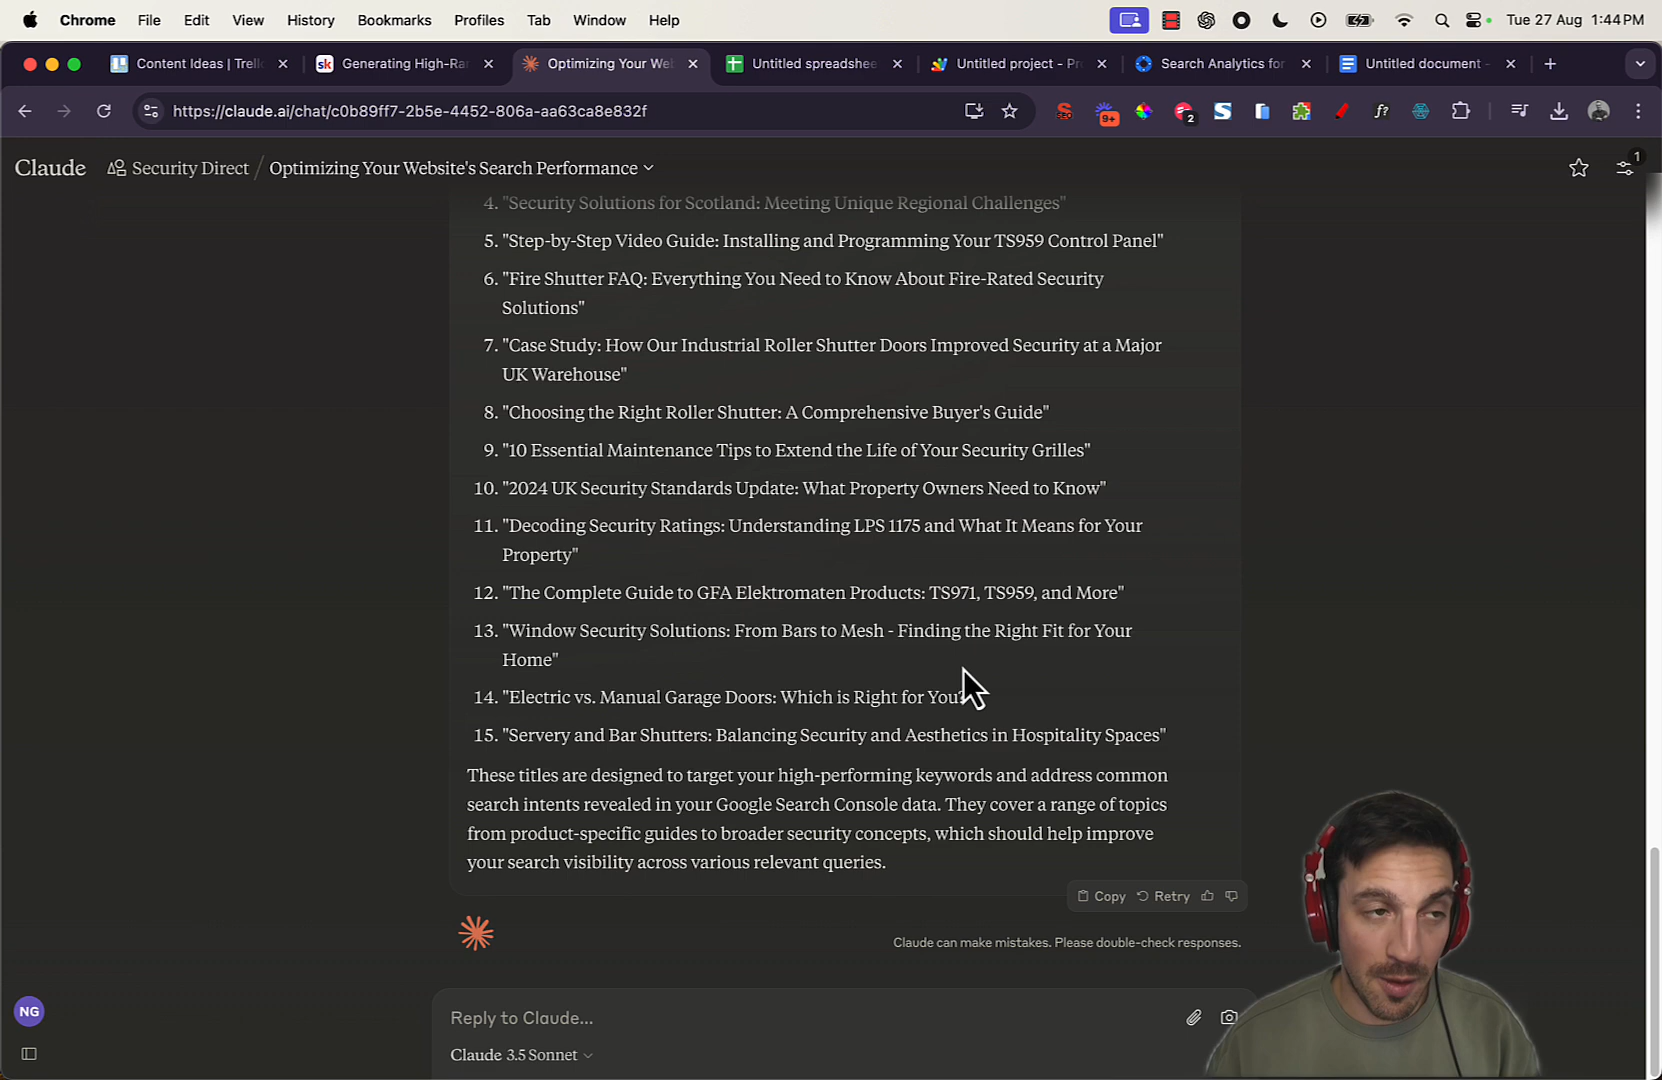 Chrome File Edit View History Bookmarks Profiles Tab Window Help Tue 27 Aug 1:44 PM
Content Ideas | Trell sk Generating High-Ra Optimizing Your Web Untitled spreadshee Untitled project - Pr Search Analytics for Untitled document -
https://claude.ai/chat/c0b89ff7-2b5e-4452-806a-aa63ca8e832f 9+ 2 S f?
Claude Security Direct / Optimizing Your Website's Search Performance 1
4. "Security Solutions for Scotland: Meeting Unique Regional Challenges"
5. "Step-by-Step Video Guide: Installing and Programming Your TS959 Control Panel"
6. "Fire Shutter FAQ: Everything You Need to Know About Fire-Rated Security
Solutions"
7. "Case Study: How Our Industrial Roller Shutter Doors Improved Security at a Major
UK Warehouse"
8. "Choosing the Right Roller Shutter: A Comprehensive Buyer's Guide"
9. "10 Essential Maintenance Tips to Extend the Life of Your Security Grilles"
10. "2024 UK Security Standards Update: What Property Owners Need to Know"
11. "Decoding Security Ratings: Understanding LPS 1175 and What It Means for Your
Property"
12. "The Complete Guide to GFA Elektromaten Products: TS971, TS959, and More"
13. "Window Security Solutions: From Bars to Mesh - Finding the Right Fit for Your
Home"
14. "Electric vs. Manual Garage Doors: Which is Right for You?
15. "Servery and Bar Shutters: Balancing Security and Aesthetics in Hospitality Spaces"
These titles are designed to target your high-performing keywords and address common
search intents revealed in your Google Search Console data. They cover a range of topics
from product-specific guides to broader security concepts, which should help improve
your search visibility across various relevant queries.
Copy Retry
Claude can make mistakes. Please double-check responses.
NG
Reply to Claude...
Claude 3.5 Sonnet